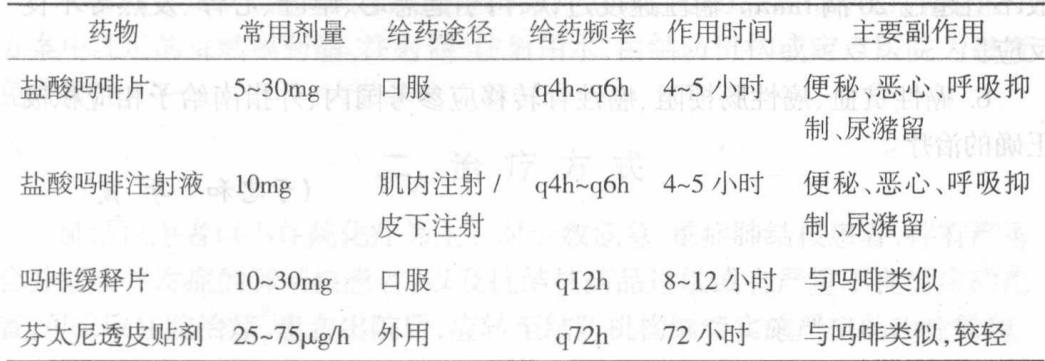 药物 常用剂量 给药途径 给药频率 作用时间 主要副作用
盐酸吗啡片 5~30mg 口服 q4h~q6h 4~5 小时 便秘、恶心、呼吸抑
制、尿潴留
盐酸吗啡注射液 10mg 肌内注射/ q4h~q6h 4~5 小时 便秘、恶心、呼吸抑
皮下注射 制、尿潴留
吗啡缓释片 10~30mg 口服 q12h 8~12 小时 与吗啡类似
芬太尼透皮贴剂 25~75μg/h 外用 q72h 72 小时 与吗啡类似,较轻